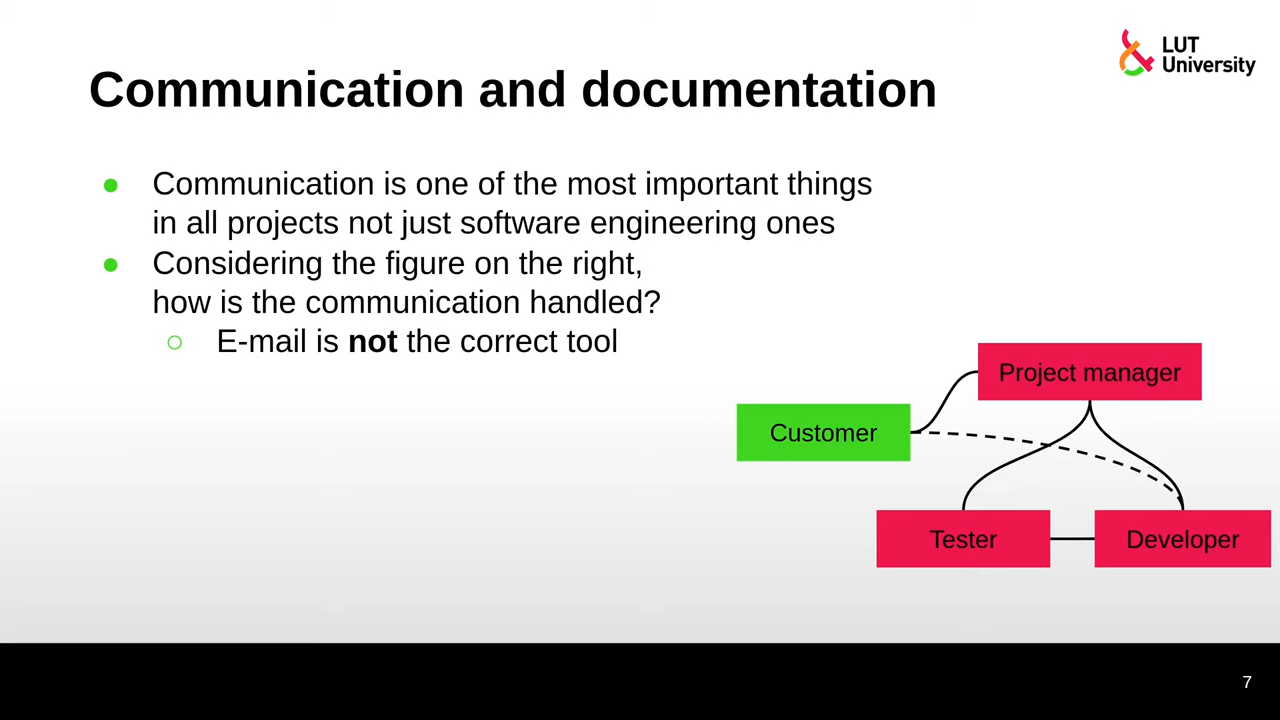 LUT
University
Communication and documentation
● Communication is one of the most important things
in all projects not just software engineering ones
● Considering the figure on the right,
how is the communication handled?
○ E-mail is not the correct tool
Project manager
Customer
Tester
Developer
7